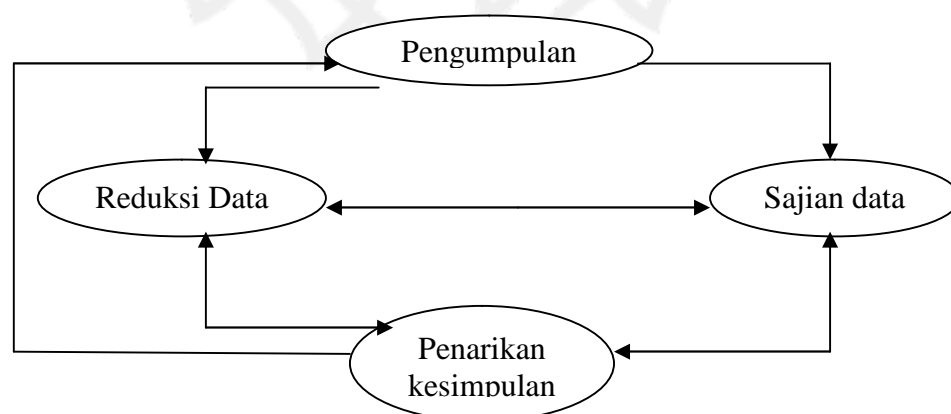 Pengumpulan
Reduksi Data
Sajian data
Penarikan
kesimpulan